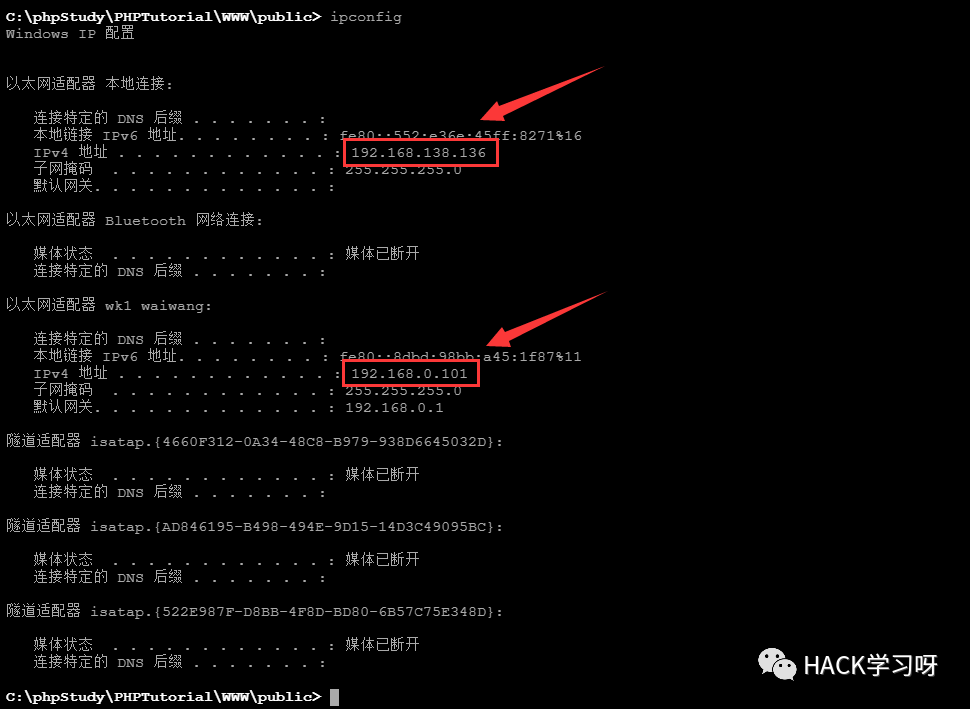 C:\phpStudy\PHPTutorial\WWW\public> ipconfig
Windows IP 配置
以太网适配器 本地连接:
连接特定的 DNS 后缀 . . . . . . . :
本地链接 IPv6 地址. . . . . . . . : fe80::552:e36e:45ff:8271%16
IPv4 地址 . . . . . . . . . . . . : 192.168.138.136
子网掩码 . . . . . . . . . . . . : 255.255.255.0
默认网关. . . . . . . . . . . . . :
以太网适配器 Bluetooth 网络连接:
媒体状态 . . . . . . . . . . . . : 媒体已断开
连接特定的 DNS 后缀 . . . . . . . :
以太网适配器 wk1 waiwang:
连接特定的 DNS 后缀 . . . . . . . :
本地链接 IPv6 地址. . . . . . . . : fe80::8dbd:98bb:a45:1f87%11
IPv4 地址 . . . . . . . . . . . . : 192.168.0.101
子网掩码 . . . . . . . . . . . . : 255.255.255.0
默认网关. . . . . . . . . . . . . : 192.168.0.1
隧道适配器 isatap.{4660F312-0A34-48C8-B979-938D6645032D}:
媒体状态 . . . . . . . . . . . . : 媒体已断开
连接特定的 DNS 后缀 . . . . . . . :
隧道适配器 isatap.{AD846195-B498-494E-9D15-14D3C49095BC}:
媒体状态 . . . . . . . . . . . . : 媒体已断开
连接特定的 DNS 后缀 . . . . . . . :
隧道适配器 isatap.{522E987F-D8BB-4F8D-BD80-6B57C75E348D}:
媒体状态 . . . . . . . . . . . . : 媒体已断开
连接特定的 DNS 后缀 . . . . . . . :
HACK学习呀
C:\phpStudy\PHPTutorial\WWW\public>